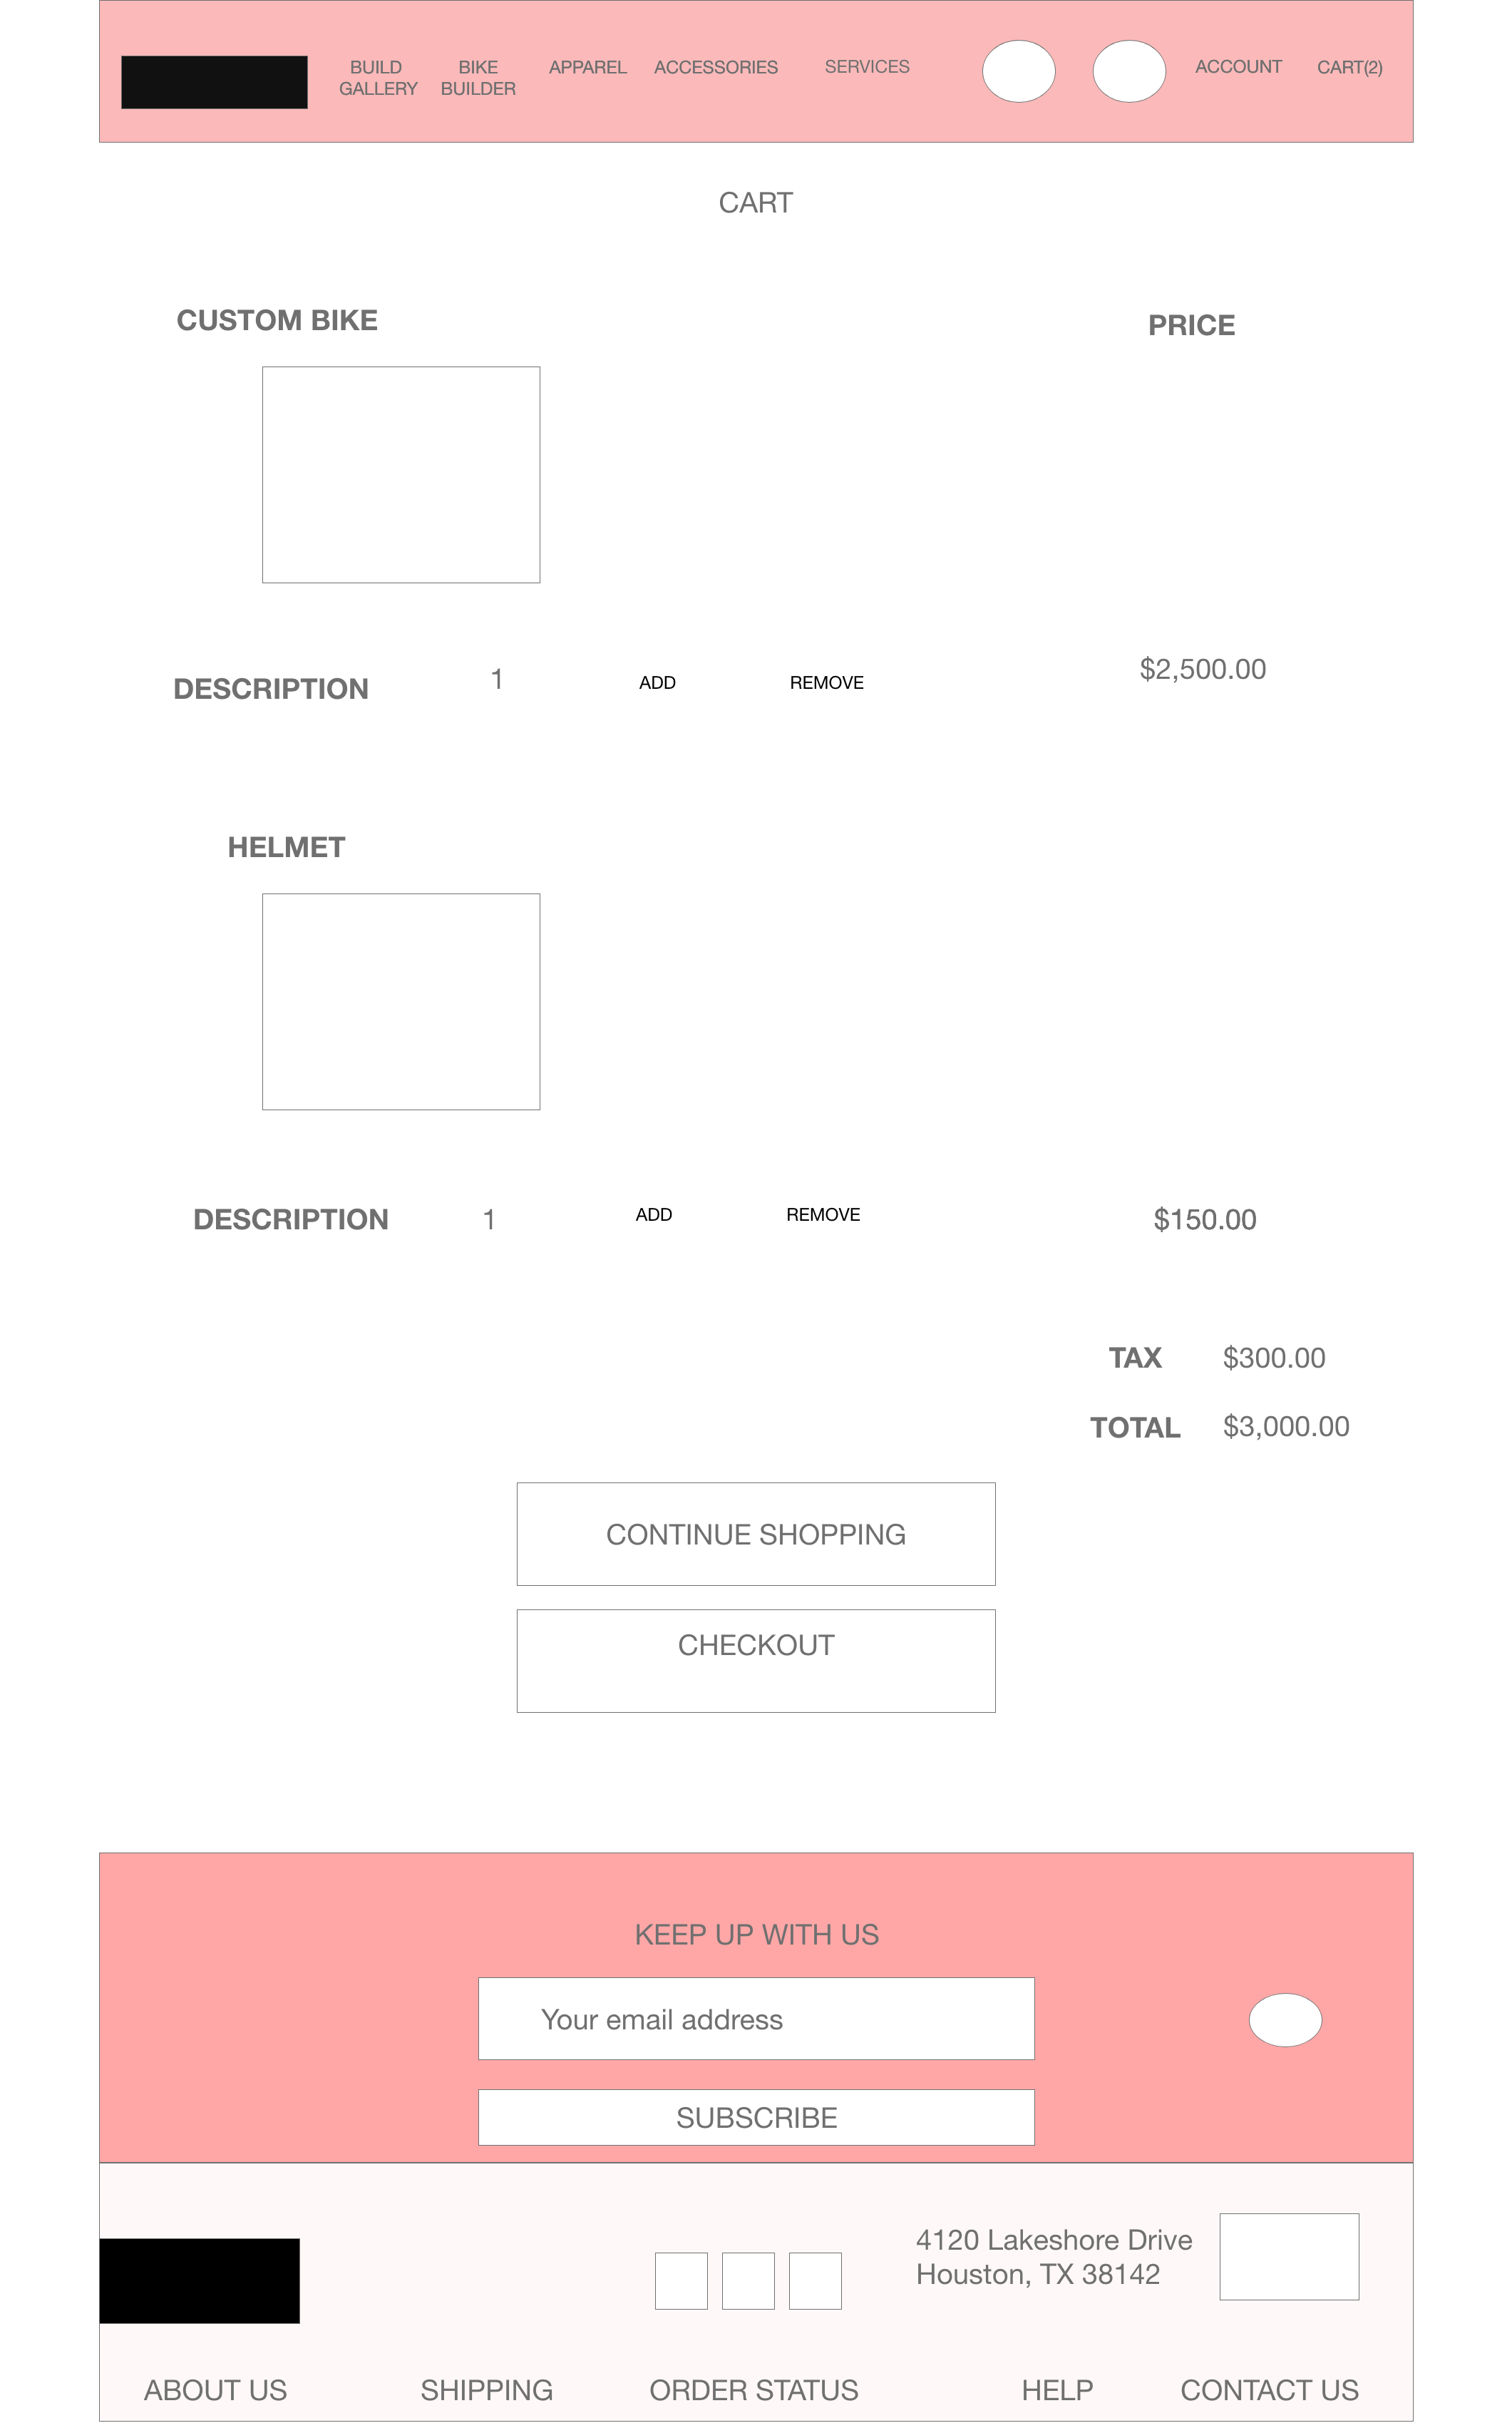 BUILD GALLERY
BIKE BUILDER
APPAREL
ACCESSORIES
SERVICES
ACCOUNT
CART(2)
CART
CUSTOM BIKE
PRICE
DESCRIPTION
1
ADD
REMOVE
$2,500.00
HELMET
DESCRIPTION
1
ADD
REMOVE
$150.00
TAX
$300.00
TOTAL
$3,000.00
CONTINUE SHOPPING
CHECKOUT
KEEP UP WITH US
Your email address
SUBSCRIBE
4120 Lakeshore Drive
Houston, TX 38142
ABOUT US
SHIPPING
ORDER STATUS
HELP
CONTACT US